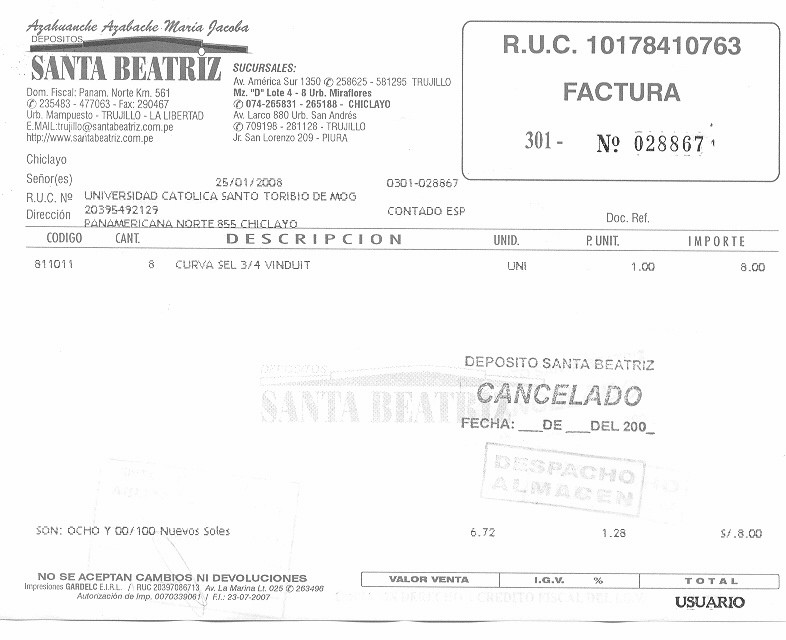 Azahuanche Azabache Maria Jacoba
DEPOSITOS
SANTA BEATRIZ
Dom. Fiscal: Panam. Norte Km. 561
✆ 235483 - 477063 - Fax: 290467
Urb. Mampuesto - TRUJILLO - LA LIBERTAD
E.MAIL:trujillo@santabeatriz.com.pe
http://www.santabeatriz.com.pe
SUCURSALES:
Av. América Sur 1350 ✆ 258625 - 581295 TRUJILLO
Mz. "D" Lote 4 - 8 Urb. Miraflores
✆ 074-265831 - 265188 - CHICLAYO
Av. Larco 880 Urb. San Andrés
✆ 709198 - 281128 - TRUJILLO
Jr. San Lorenzo 209 - PIURA
R.U.C. 10178410763
FACTURA
301- Nº 028867
Chiclayo
Señor(es) 25/01/2008 0301-028867
R.U.C. Nº UNIVERSIDAD CATOLICA SANTO TORIBIO DE MOG
Dirección 20395492129 CONTADO ESP Doc. Ref.
PANAMERICANA NORTE 855 CHICLAYO
CODIGO CANT. DESCRIPCION UNID. P. UNIT. IMPORTE
811011 8 CURVA SEL 3/4 VINDUIT UNI 1.00 8.00
DEPOSITOS
SANTA BEATRIZ
DEPOSITO SANTA BEATRIZ
CANCELADO
FECHA: ___DE ___DEL 200_
DESPACHO
ALMACEN
SON: OCHO Y 00/100 Nuevos Soles 6.72 1.28 S/.8.00
NO SE ACEPTAN CAMBIOS NI DEVOLUCIONES
Impresiones GARDELC E.I.R.L. / RUC 20397086713 Av. La Marina Lt. 025 ✆ 263496
Autorización de Imp. 0070339061 / F.I.: 23-07-2007
VALOR VENTA I.G.V. % TOTAL
USUARIO